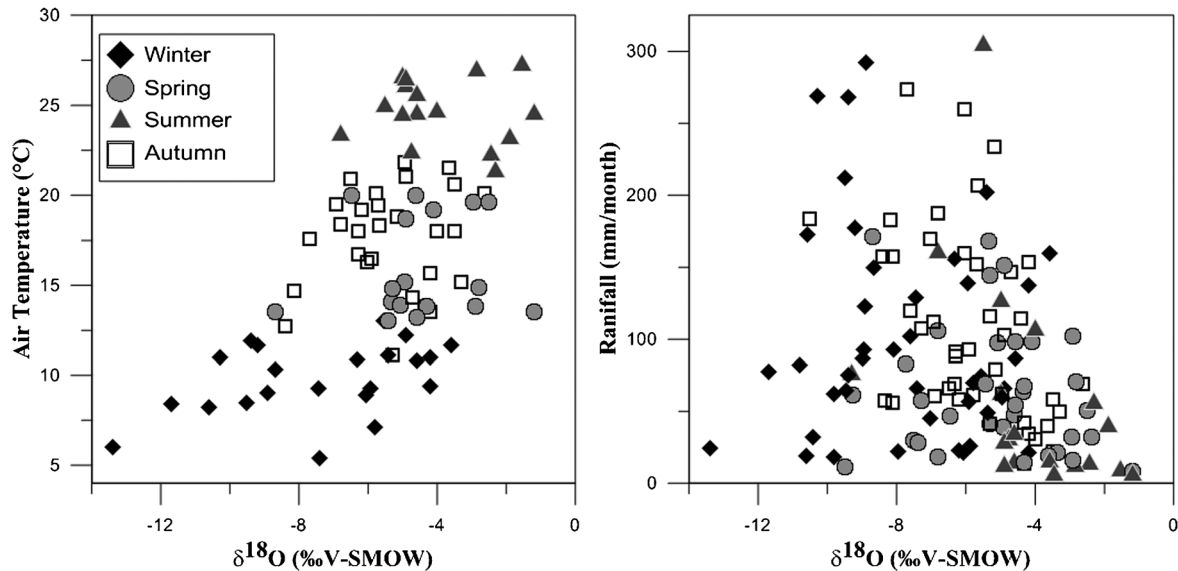 30
25
20
15
10
5
Air Temperature (°C)
Winter
Spring
Summer
Autumn
-12
-8
-4
0
δ18O (‰V-SMOW)
300
200
100
0
Ranifall (mm/month)
-12
-8
-4
0
δ18O (‰V-SMOW)